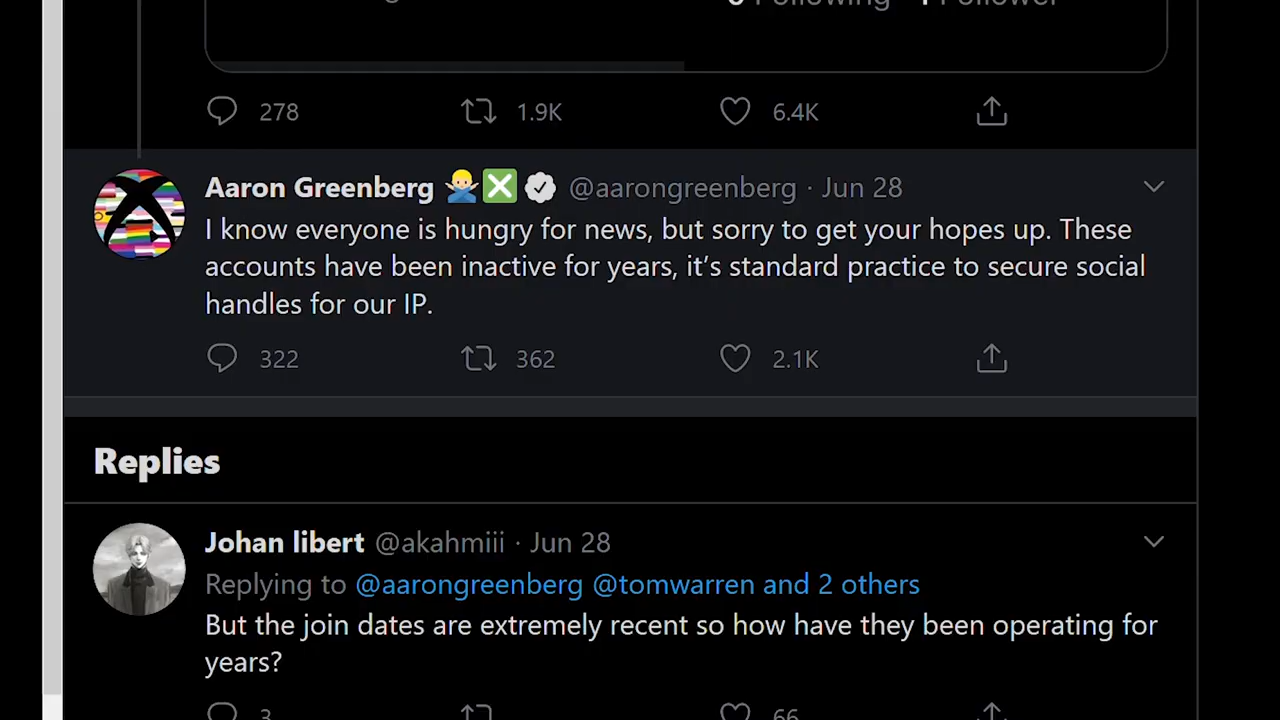 Following
Follower
278 1.9K 6.4K
Aaron Greenberg @aarongreenberg · Jun 28
I know everyone is hungry for news, but sorry to get your hopes up. These
accounts have been inactive for years, it’s standard practice to secure social
handles for our IP.
322 362 2.1K
Replies
Johan libert @akahmiii · Jun 28
Replying to @aarongreenberg @tomwarren and 2 others
But the join dates are extremely recent so how have they been operating for
years?
3 66